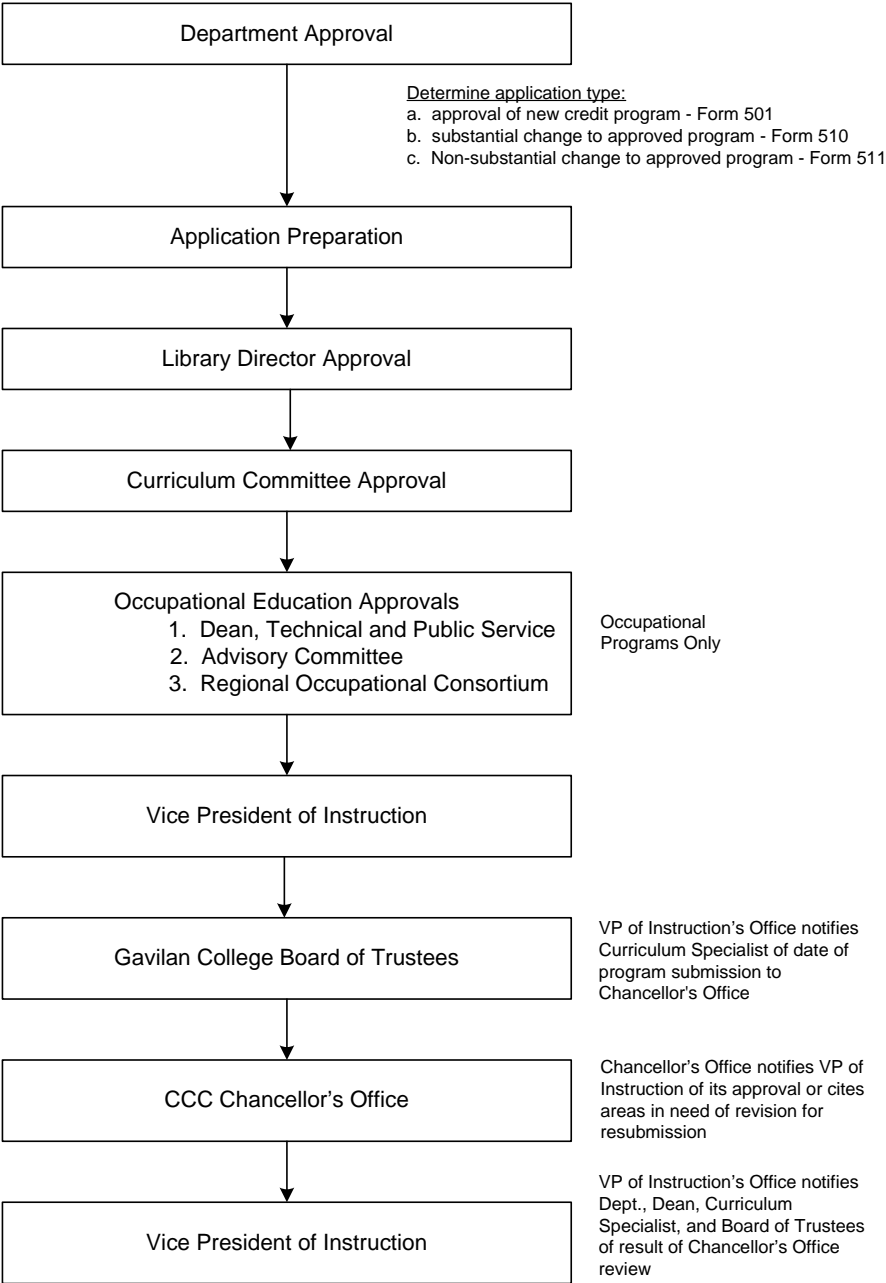 Department Approval
Determine application type:
a. approval of new credit program - Form 501
b. substantial change to approved program - Form 510
c. Non-substantial change to approved program - Form 511
Application Preparation
Library Director Approval
Curriculum Committee Approval
Occupational Education Approvals
1. Dean, Technical and Public Service
2. Advisory Committee
3. Regional Occupational Consortium
Occupational
Programs Only
Vice President of Instruction
Gavilan College Board of Trustees
VP of Instruction's Office notifies
Curriculum Specialist of date of
program submission to
Chancellor's Office
CCC Chancellor's Office
Chancellor's Office notifies VP of
Instruction of its approval or cites
areas in need of revision for
resubmission
Vice President of Instruction
VP of Instruction's Office notifies
Dept., Dean, Curriculum
Specialist, and Board of Trustees
of result of Chancellor's Office
review